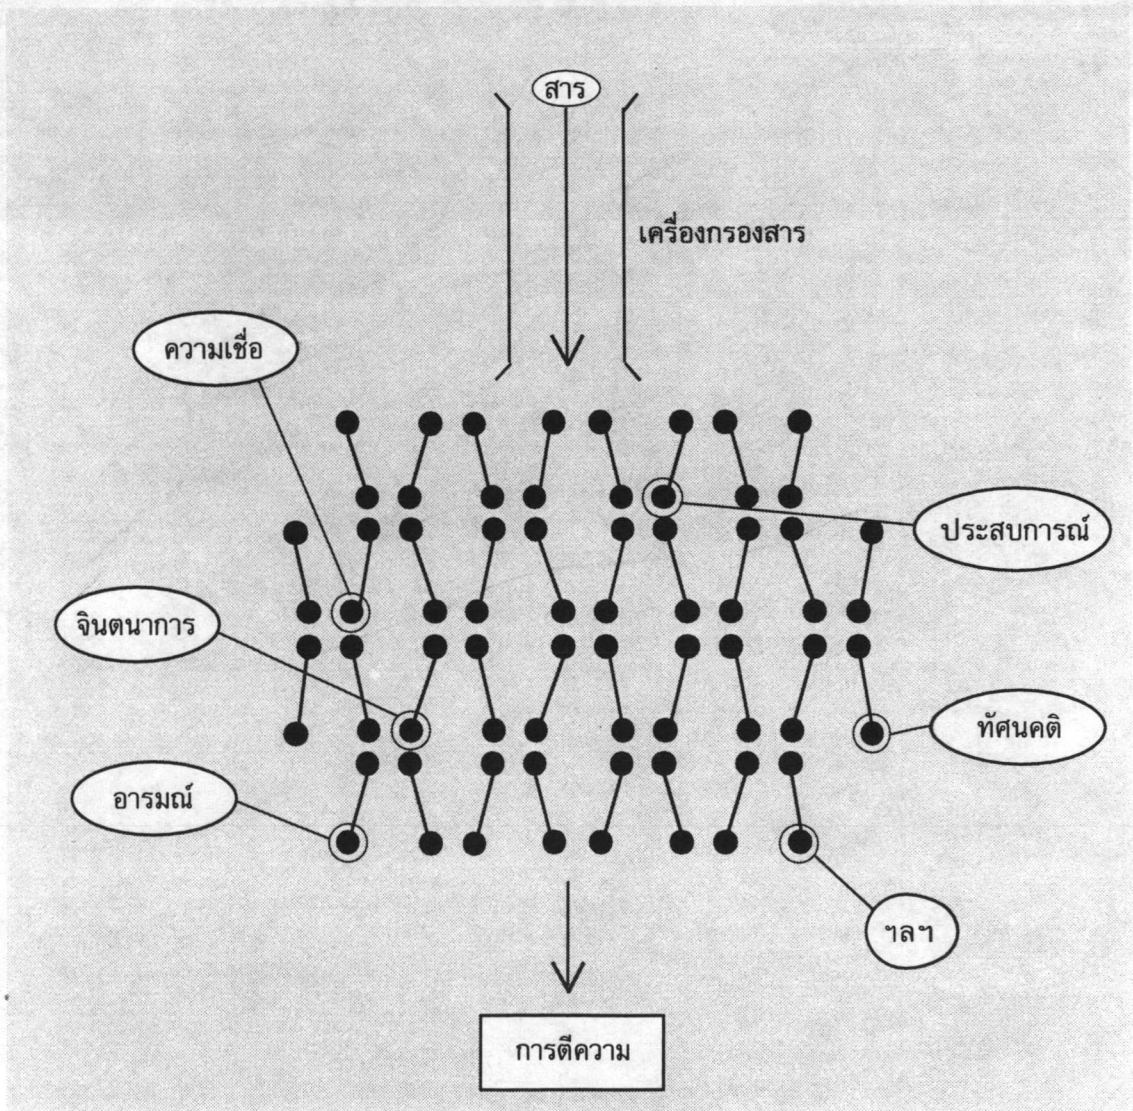 สาร
เครื่องกรองสาร
ความเชื่อ
ประสบการณ์
จินตนาการ
ทัศนคติ
อารมณ์
ฯลฯ
การตีความ